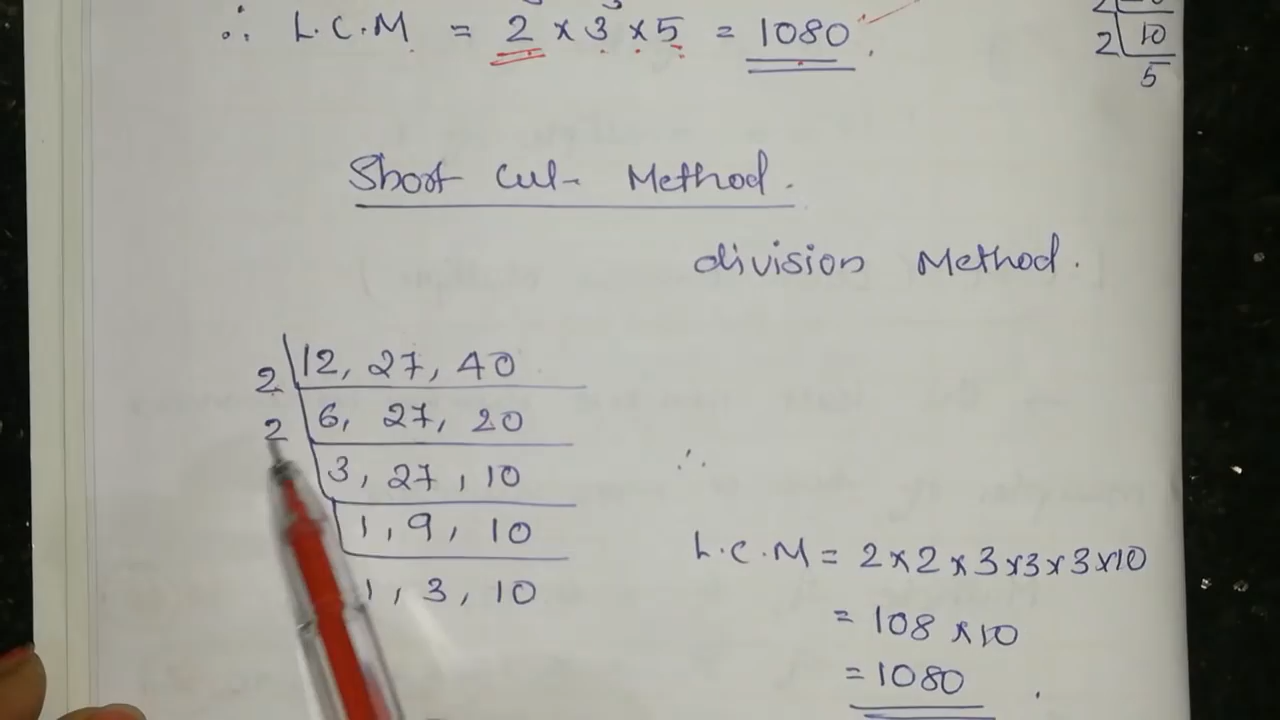 ∴ L.C.M = 2 × 3 × 5 = 1080.
2 10
5
Short cut Method.
division Method.
2 12, 27, 40
2 6, 27, 20
3, 27, 10
1, 9, 10
1, 3, 10
∴
L.C.M = 2×2×3×3×3×10
= 108 ×10
= 1080.